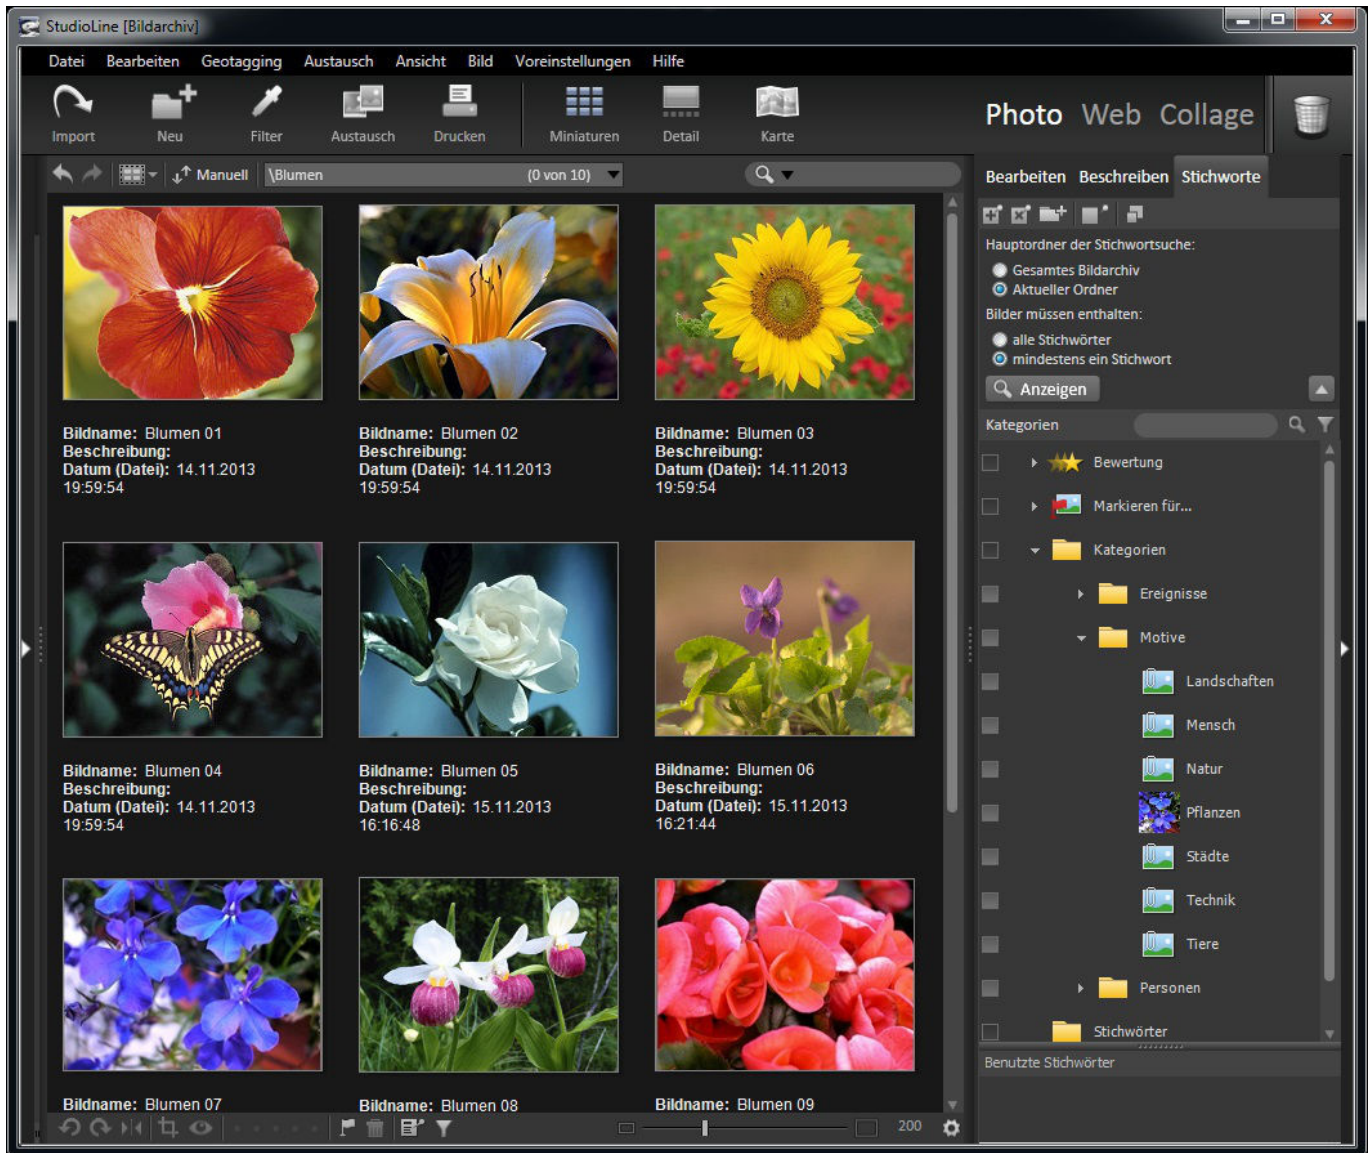 StudioLine [Bildarchiv]
Datei Bearbeiten Geotagging Austausch Ansicht Bild Voreinstellungen Hilfe
Import Neu Filter Austausch Drucken Miniaturen Detail Karte
Photo Web Collage
Manuell \Blumen (0 von 10)
Bearbeiten Beschreiben Stichworte
Hauptordner der Stichwortsuche:
Gesamtes Bildarchiv
Aktueller Ordner
Bilder müssen enthalten:
alle Stichwörter
mindestens ein Stichwort
Anzeigen
Kategorien
Bewertung
Markieren für...
Kategorien
Ereignisse
Motive
Landschaften
Mensch
Natur
Pflanzen
Städte
Technik
Tiere
Personen
Stichwörter
Benutzte Stichwörter
Bildname: Blumen 01
Beschreibung:
Datum (Datei): 14.11.2013
19:59:54
Bildname: Blumen 02
Beschreibung:
Datum (Datei): 14.11.2013
19:59:54
Bildname: Blumen 03
Beschreibung:
Datum (Datei): 14.11.2013
19:59:54
Bildname: Blumen 04
Beschreibung:
Datum (Datei): 14.11.2013
19:59:54
Bildname: Blumen 05
Beschreibung:
Datum (Datei): 15.11.2013
16:16:48
Bildname: Blumen 06
Beschreibung:
Datum (Datei): 15.11.2013
16:21:44
Bildname: Blumen 07
Bildname: Blumen 08
Bildname: Blumen 09
200